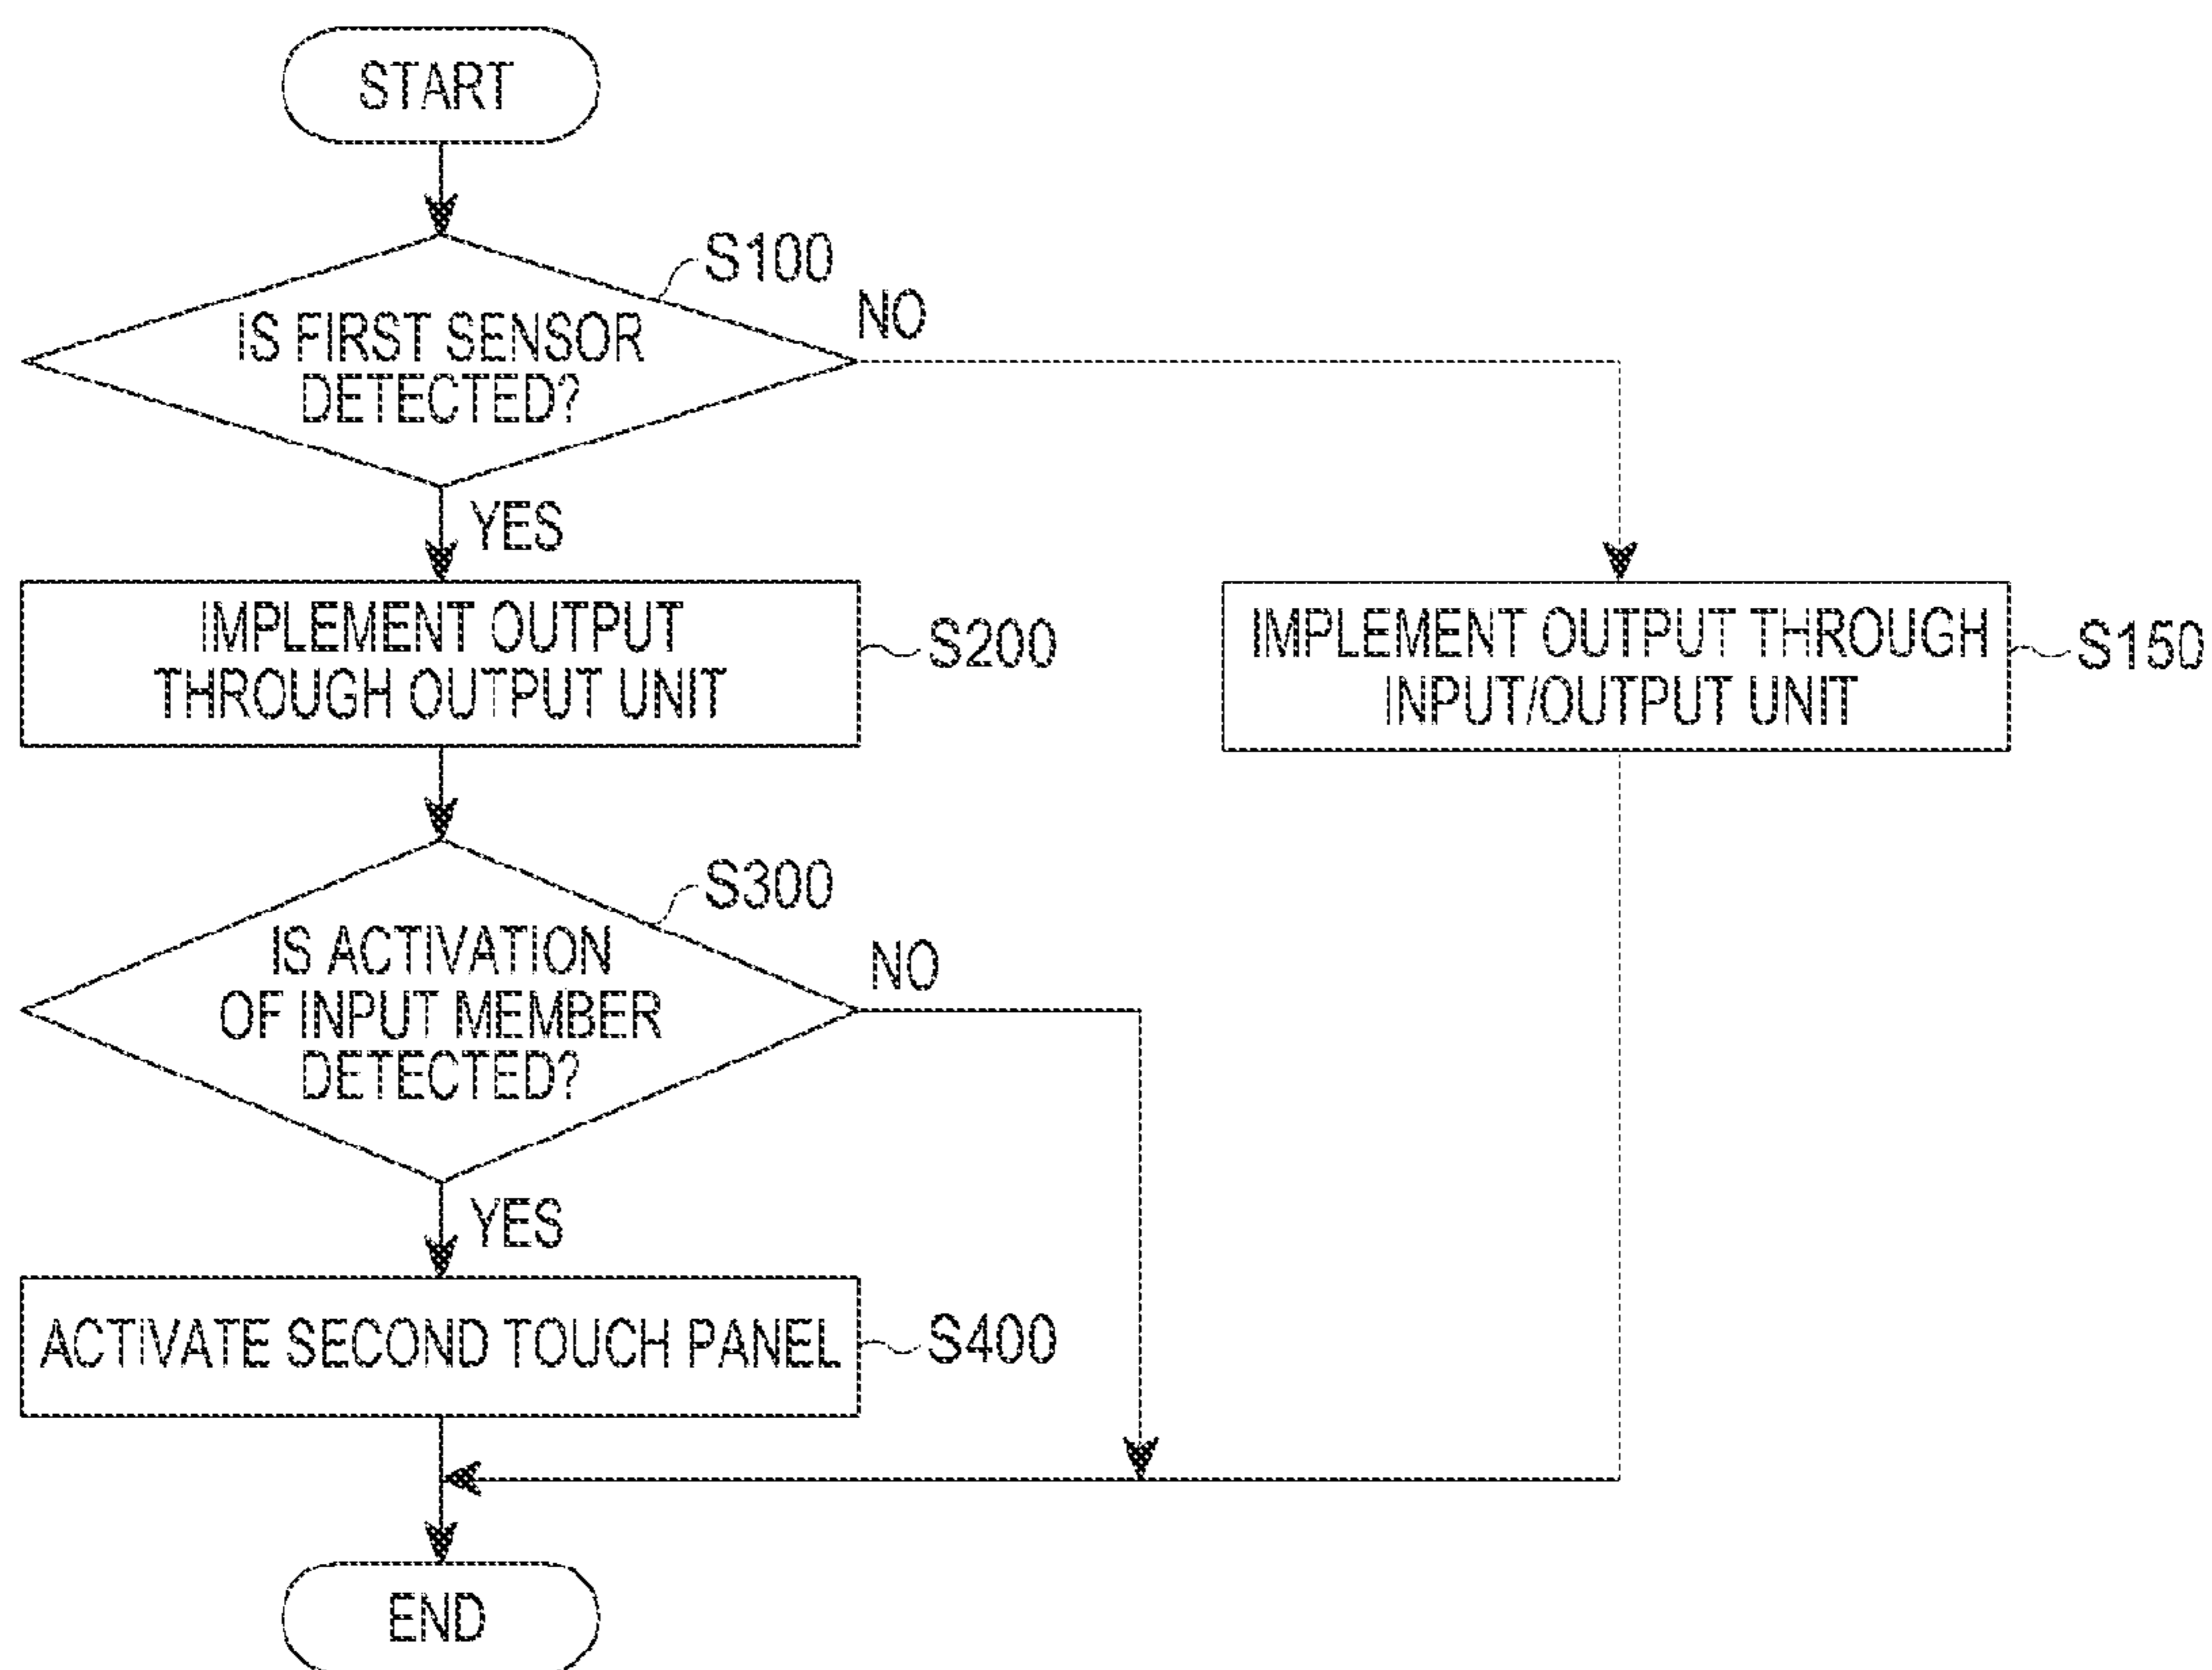 START
S100
IS FIRST SENSOR
DETECTED?
NO
YES
IMPLEMENT OUTPUT
THROUGH OUTPUT UNIT
S200
IMPLEMENT OUTPUT THROUGH
INPUT/OUTPUT UNIT
S150
S300
IS ACTIVATION
OF INPUT MEMBER
DETECTED?
NO
YES
ACTIVATE SECOND TOUCH PANEL
S400
END